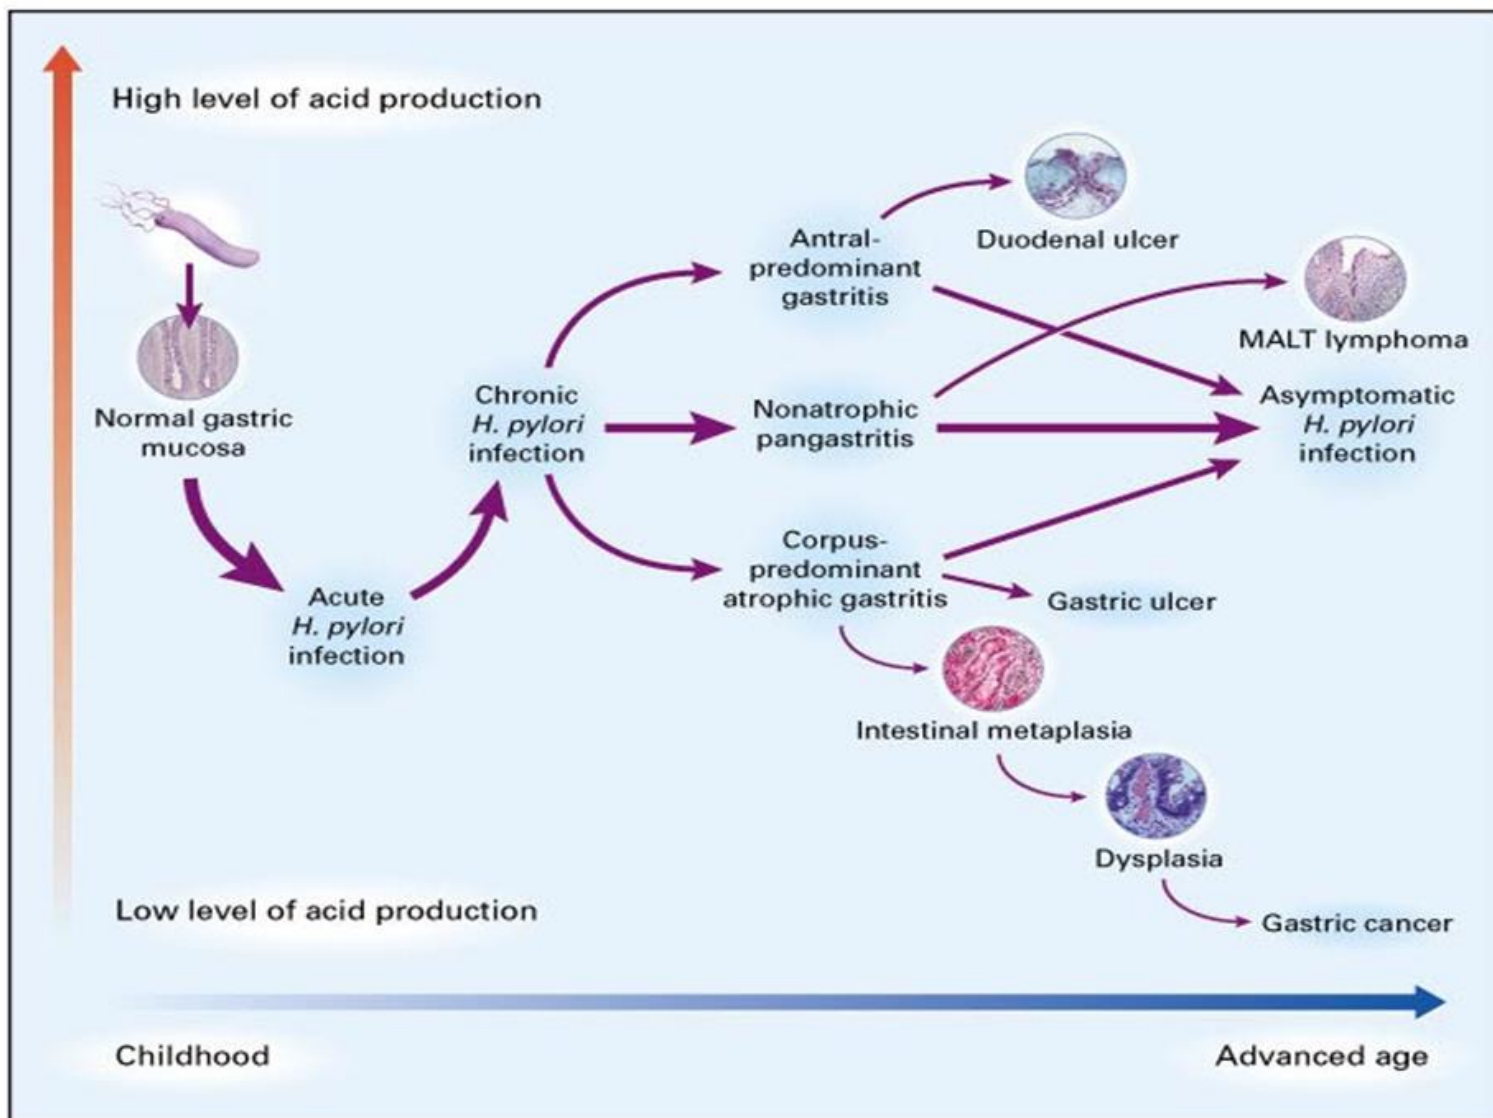 High level of acid production
Normal gastric
mucosa
Acute
H. pylori
infection
Chronic
H. pylori
infection
Antral-
predominant
gastritis
Duodenal ulcer
MALT lymphoma
Nonatrophic
pangastritis
Asymptomatic
H. pylori
infection
Corpus-
predominant
atrophic gastritis
Gastric ulcer
Intestinal metaplasia
Dysplasia
Gastric cancer
Low level of acid production
Childhood
Advanced age